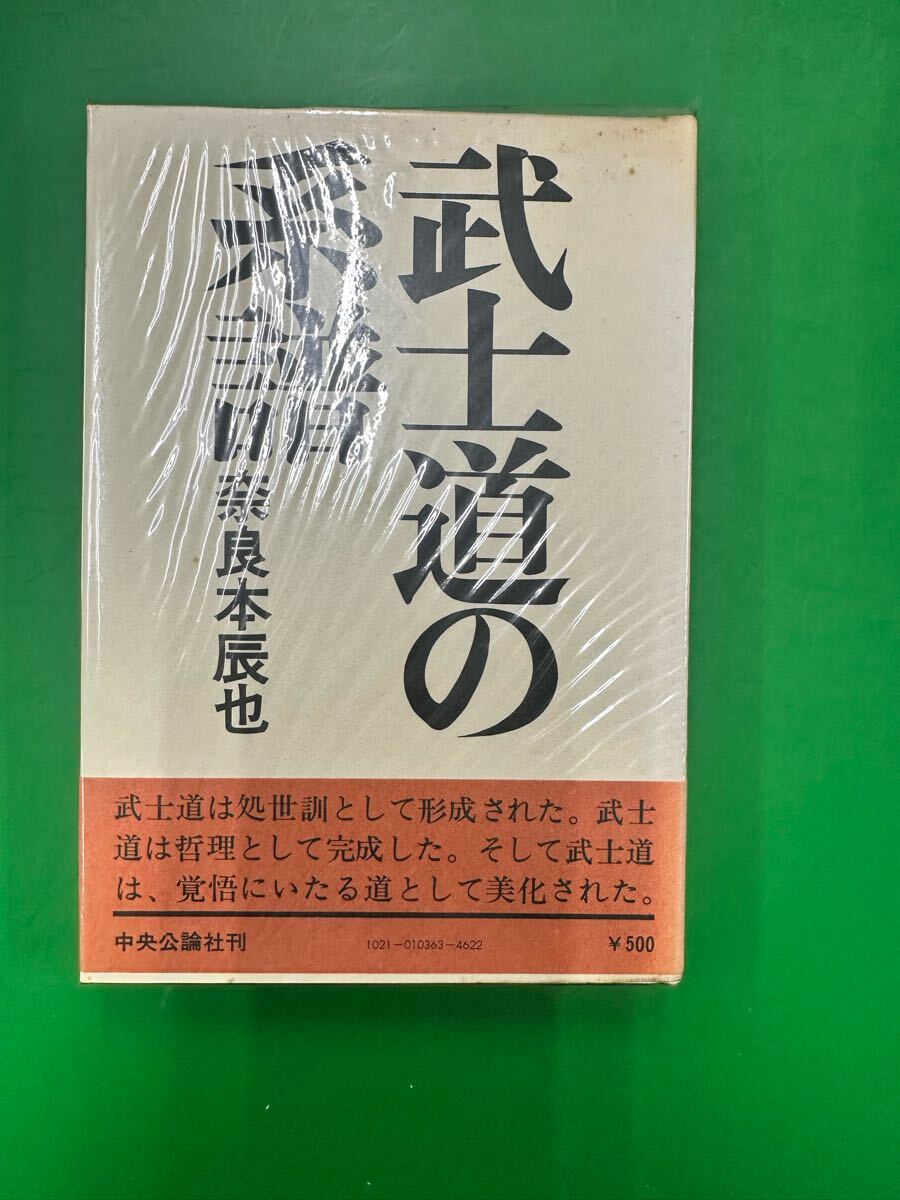 武士道の
系譜
奈良本辰也
武士道は処世訓として形成された。武士
道は哲理として完成した。そして武士道
は、覚悟にいたる道として美化された。
中央公論社刊
1021-010363-4622
￥500